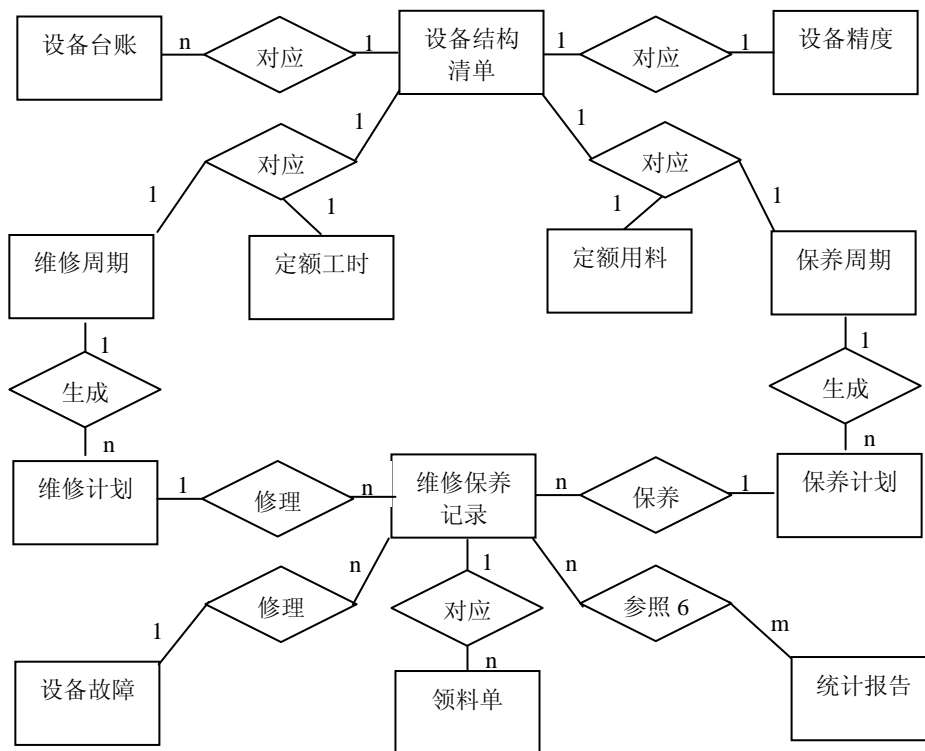 设备台账
n
对应
1
设备结构
清单
1
对应
1
设备精度
1
对应
1
1
1
对应
1
1
维修周期
定额工时
定额用料
保养周期
1
生成
n
1
生成
n
维修计划
1
修理
n
维修保养
记录
n
保养
1
保养计划
n
修理
1
1
对应
n
n
参照 6
m
设备故障
领料单
统计报告